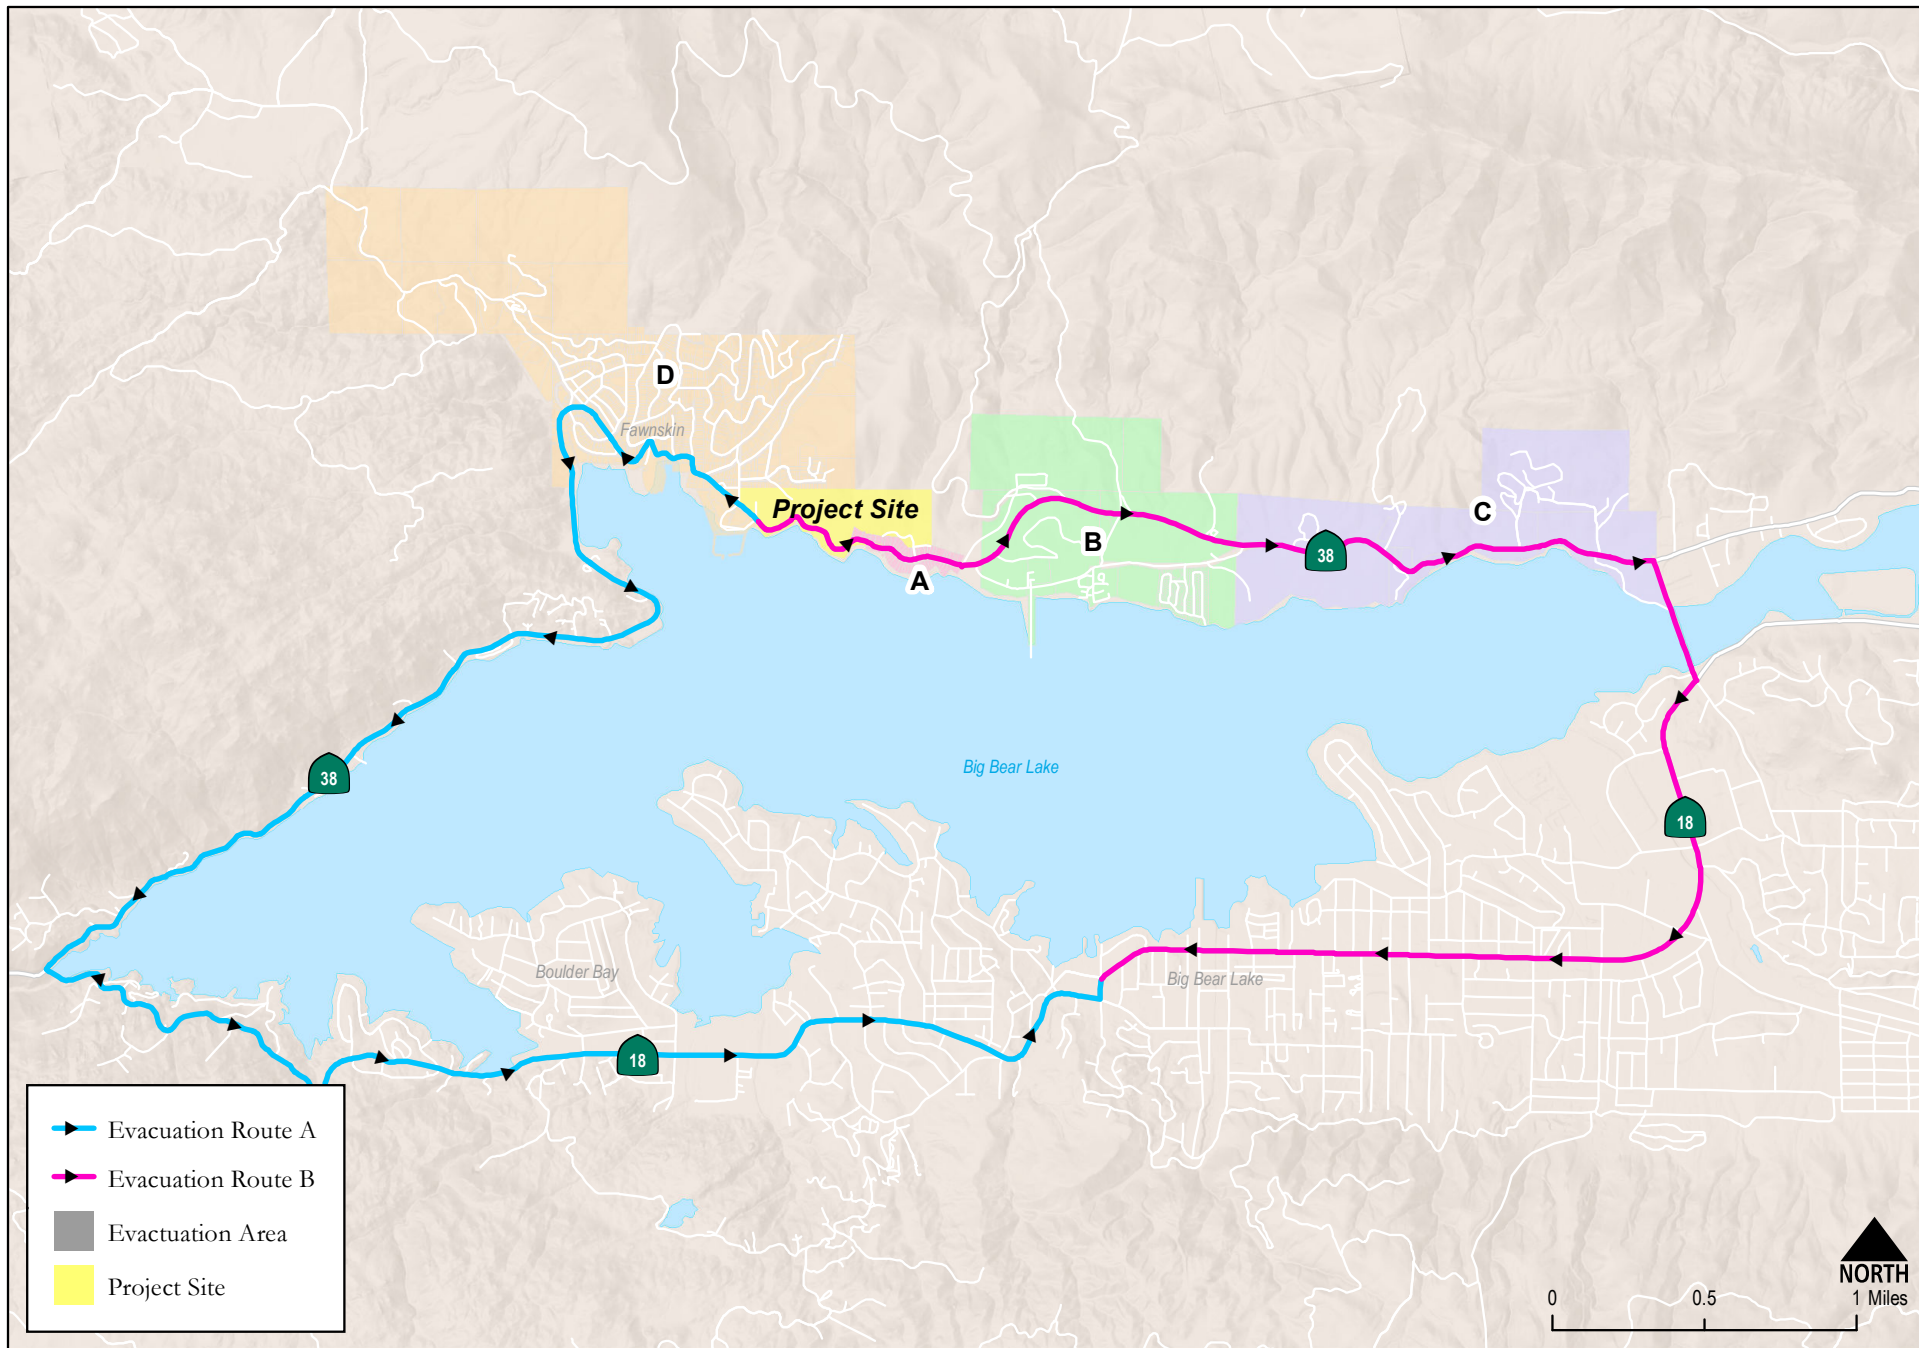 D
Fawnskin
Project Site
C
B
38
A
Big Bear Lake
38
18
Boulder Bay
Big Bear Lake
18
Evacuation Route A
Evacuation Route B
Evactuation Area
Project Site
NORTH
0 0.5 1 Miles